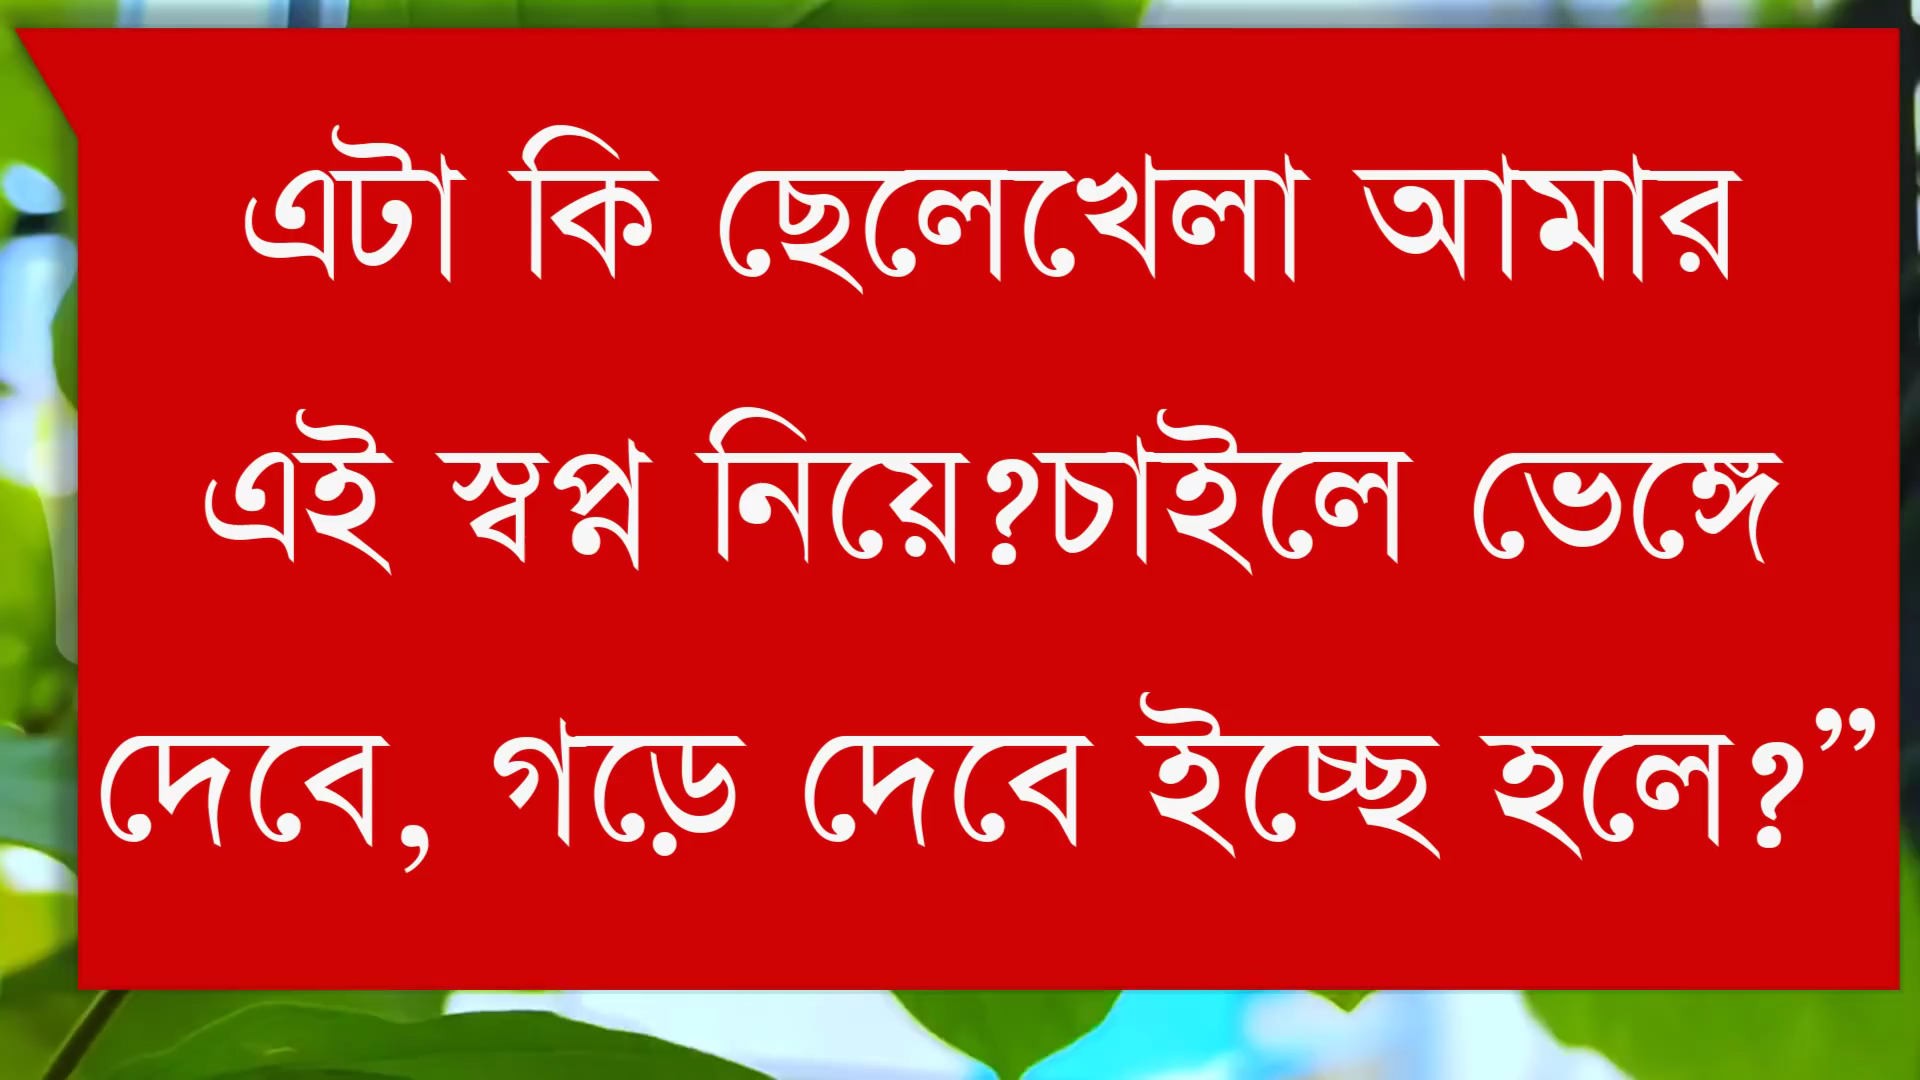 এটা কি ছেলেখেলা আমার
এই স্বপ্ন নিয়ে?চাইলে ভেঙ্গে
দেবে, গড়ে দেবে ইচ্ছে হলে?”